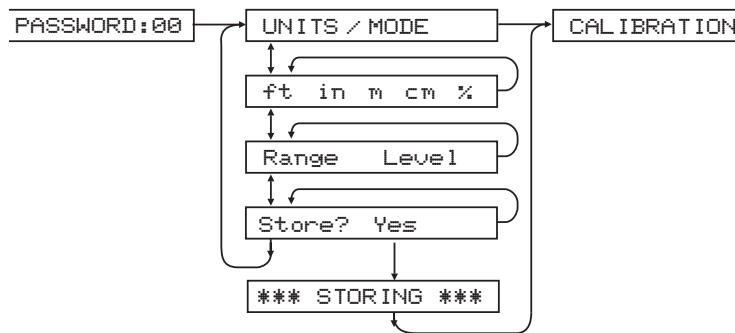 PASSWORD:00 UNITS / MODE CALIBRATION
ft in m cm %
Range Level
Store? Yes
*** STORING ***